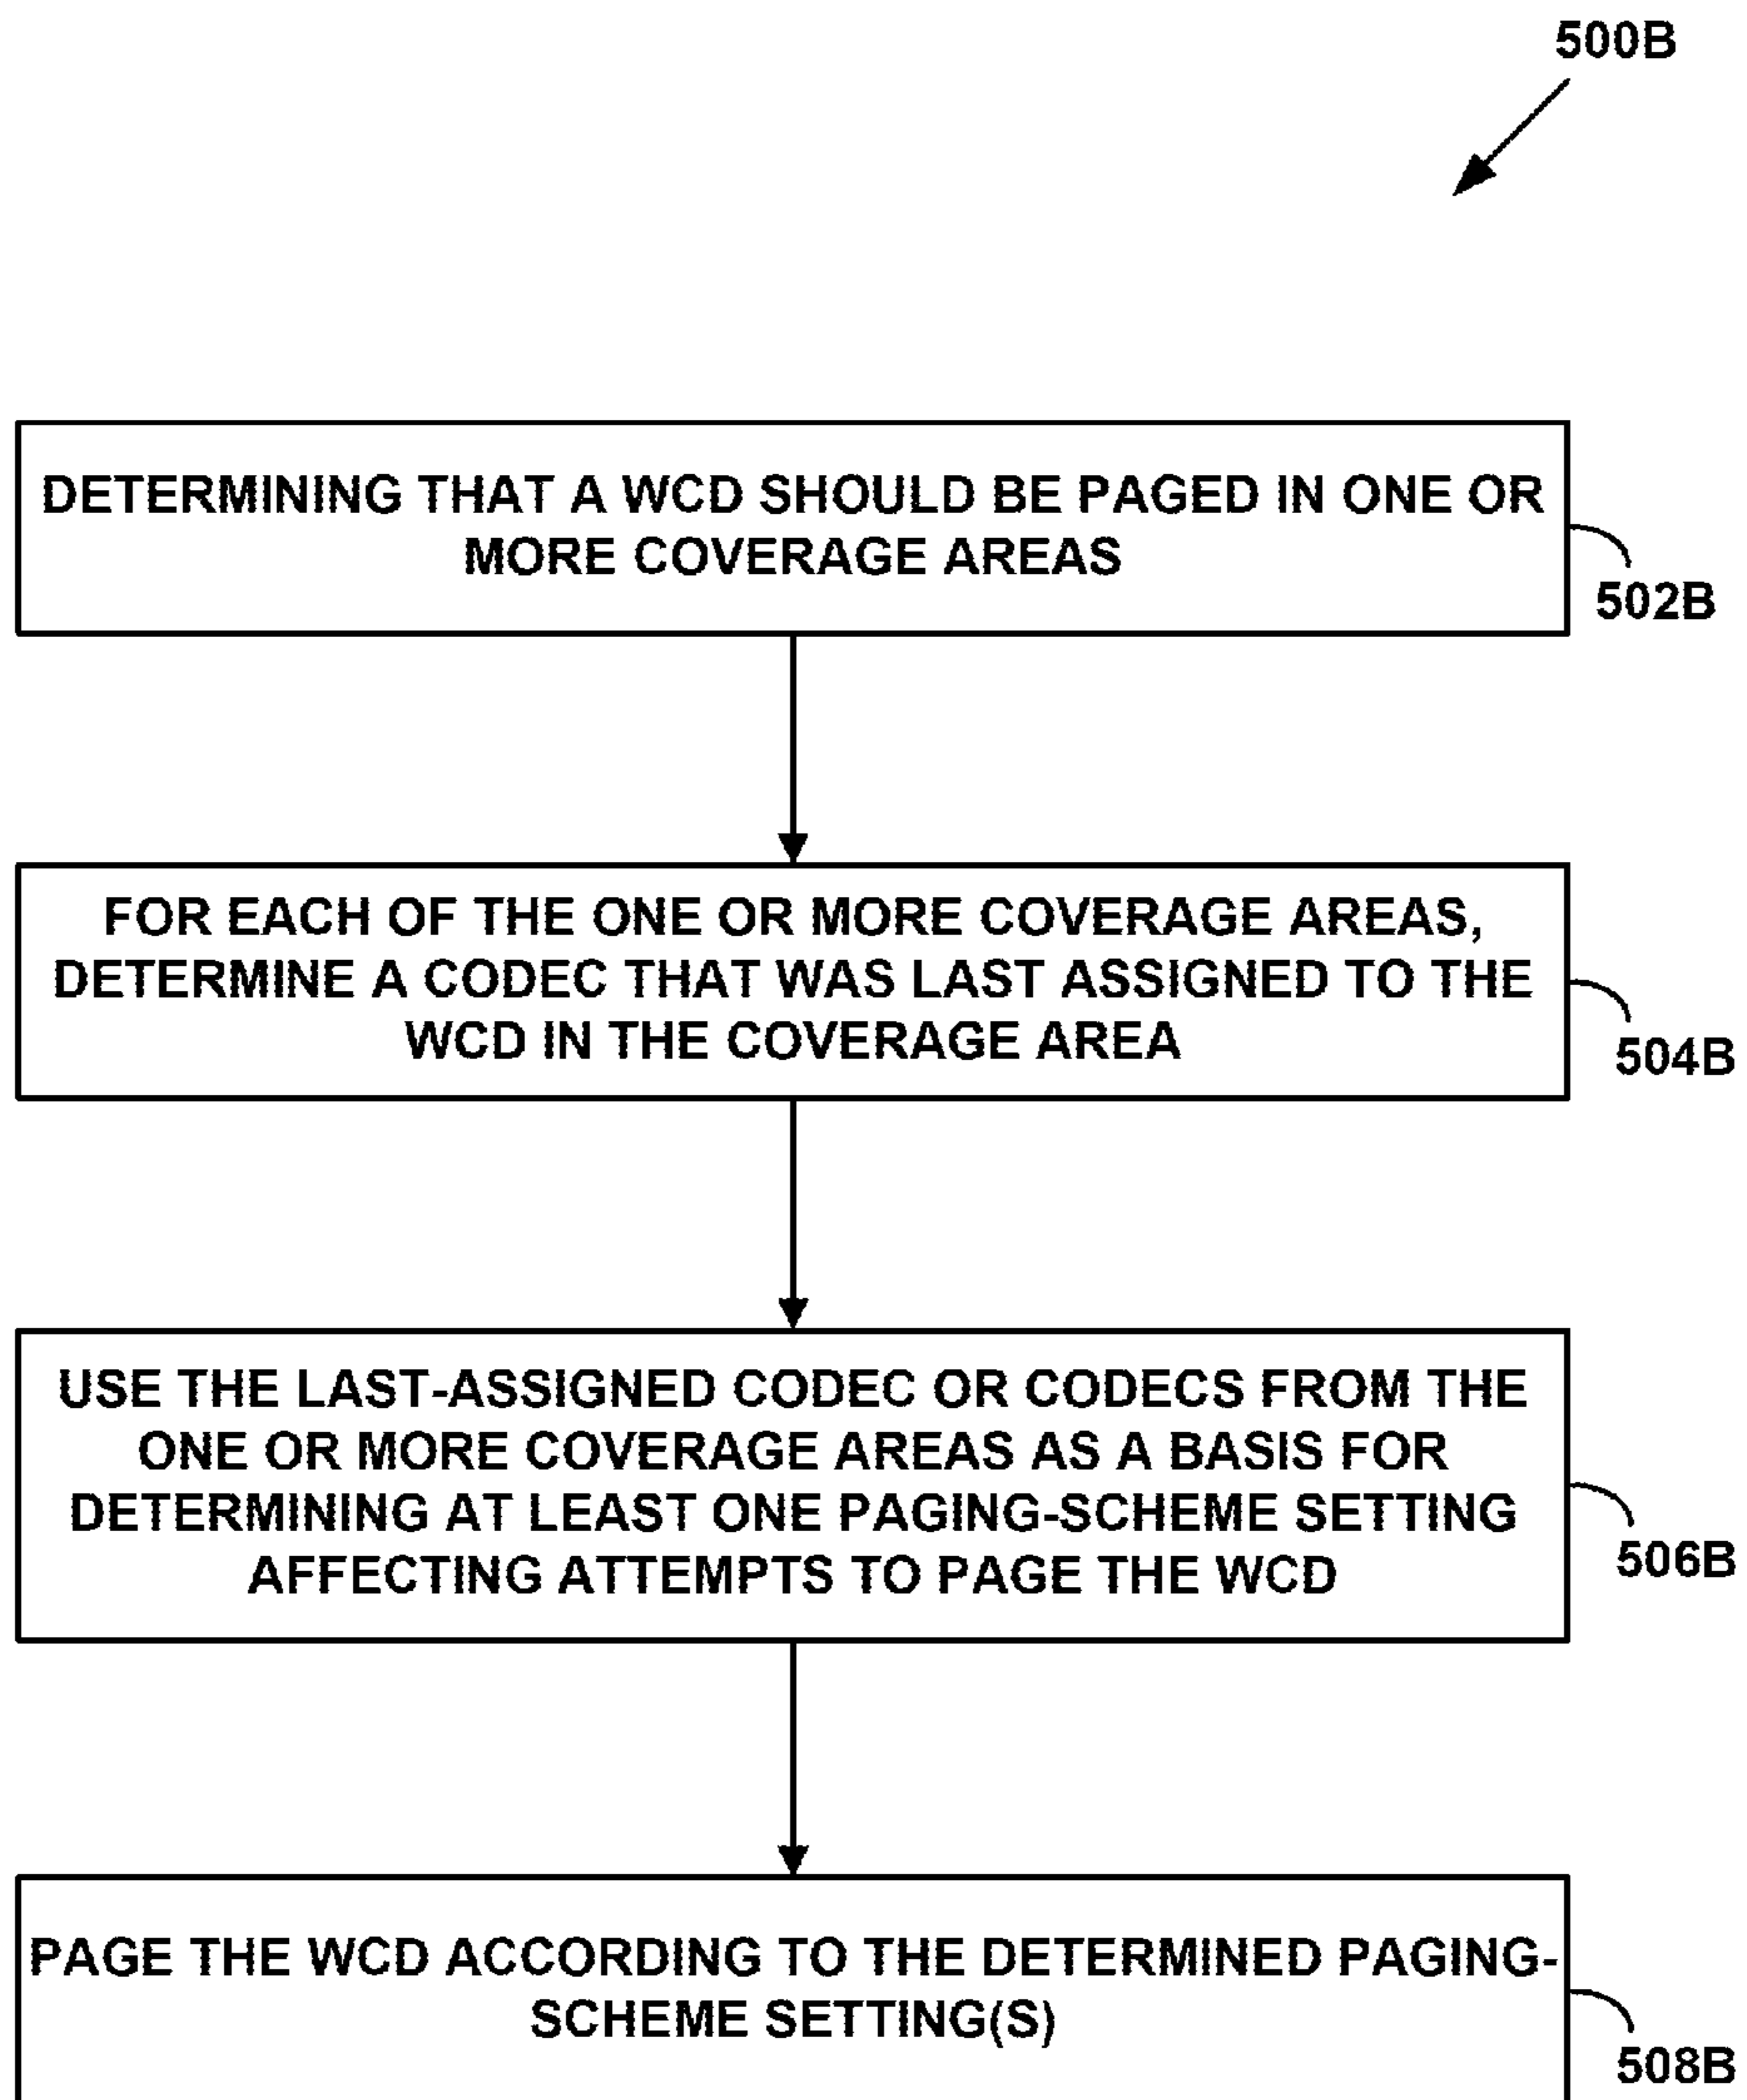 500B
DETERMINING THAT A WCD SHOULD BE PAGED IN ONE OR
MORE COVERAGE AREAS
502B
FOR EACH OF THE ONE OR MORE COVERAGE AREAS,
DETERMINE A CODEC THAT WAS LAST ASSIGNED TO THE
WCD IN THE COVERAGE AREA
504B
USE THE LAST-ASSIGNED CODEC OR CODECS FROM THE
ONE OR MORE COVERAGE AREAS AS A BASIS FOR
DETERMINING AT LEAST ONE PAGING-SCHEME SETTING
AFFECTING ATTEMPTS TO PAGE THE WCD
506B
PAGE THE WCD ACCORDING TO THE DETERMINED PAGING-
SCHEME SETTING(S)
508B